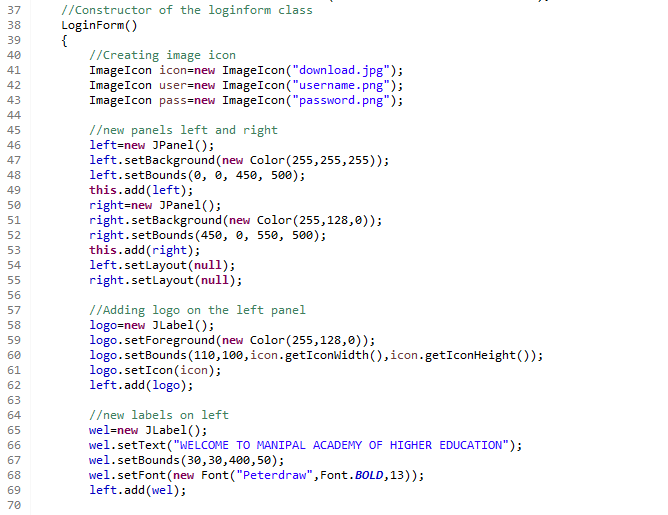 37 //Constructor of the loginform class
38 LoginForm()
39 {
40 //Creating image icon
41 ImageIcon icon=new ImageIcon("download.jpg");
42 ImageIcon user=new ImageIcon("username.png");
43 ImageIcon pass=new ImageIcon("password.png");
44
45 //new panels left and right
46 left=new JPanel();
47 left.setBackground(new Color(255,255,255));
48 left.setBounds(0, 0, 450, 500);
49 this.add(left);
50 right=new JPanel();
51 right.setBackground(new Color(255,128,0));
52 right.setBounds(450, 0, 550, 500);
53 this.add(right);
54 left.setLayout(null);
55 right.setLayout(null);
56
57 //Adding logo on the left panel
58 logo=new JLabel();
59 logo.setForeground(new Color(255,128,0));
60 logo.setBounds(110,100,icon.getIconWidth(),icon.getIconHeight());
61 logo.setIcon(icon);
62 left.add(logo);
63
64 //new labels on left
65 wel=new JLabel();
66 wel.setText("WELCOME TO MANIPAL ACADEMY OF HIGHER EDUCATION");
67 wel.setBounds(30,30,400,50);
68 wel.setFont(new Font("Peterdraw",Font.BOLD,13));
69 left.add(wel);
70